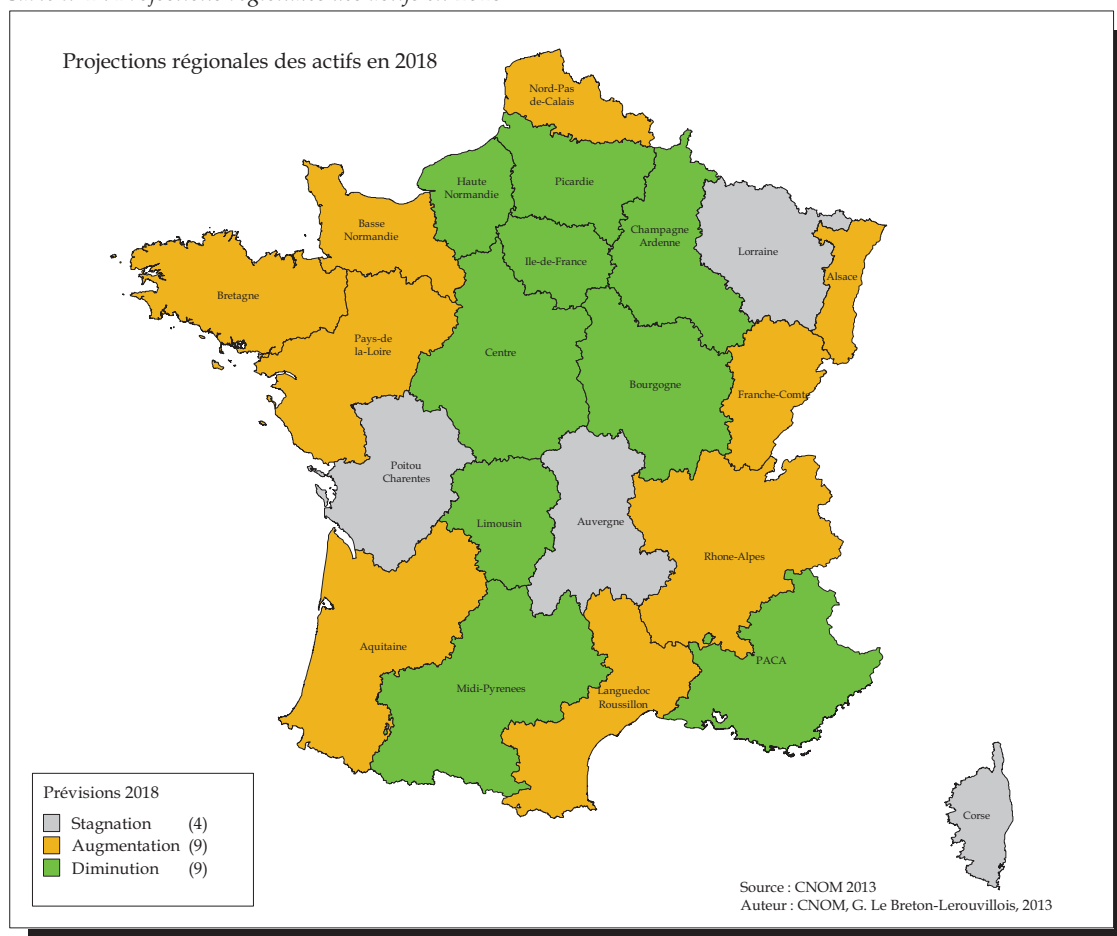 Projections régionales des actifs en 2018
Nord-Pas
de-Calais
Haute
Normandie
Picardie
Basse
Normandie
Champagne
Ardenne
Lorraine
Ile-de-France
Alsace
Bretagne
Pays-de
la-Loire
Centre
Bourgogne
Franche-Comte
Poitou
Charentes
Limousin
Auvergne
Rhone-Alpes
Aquitaine
PACA
Midi-Pyrenees
Languedoc
Roussillon
Corse
Prévisions 2018
Stagnation (4)
Augmentation (9)
Diminution (9)
Source : CNOM 2013
Auteur : CNOM, G. Le Breton-Lerouvillois, 2013